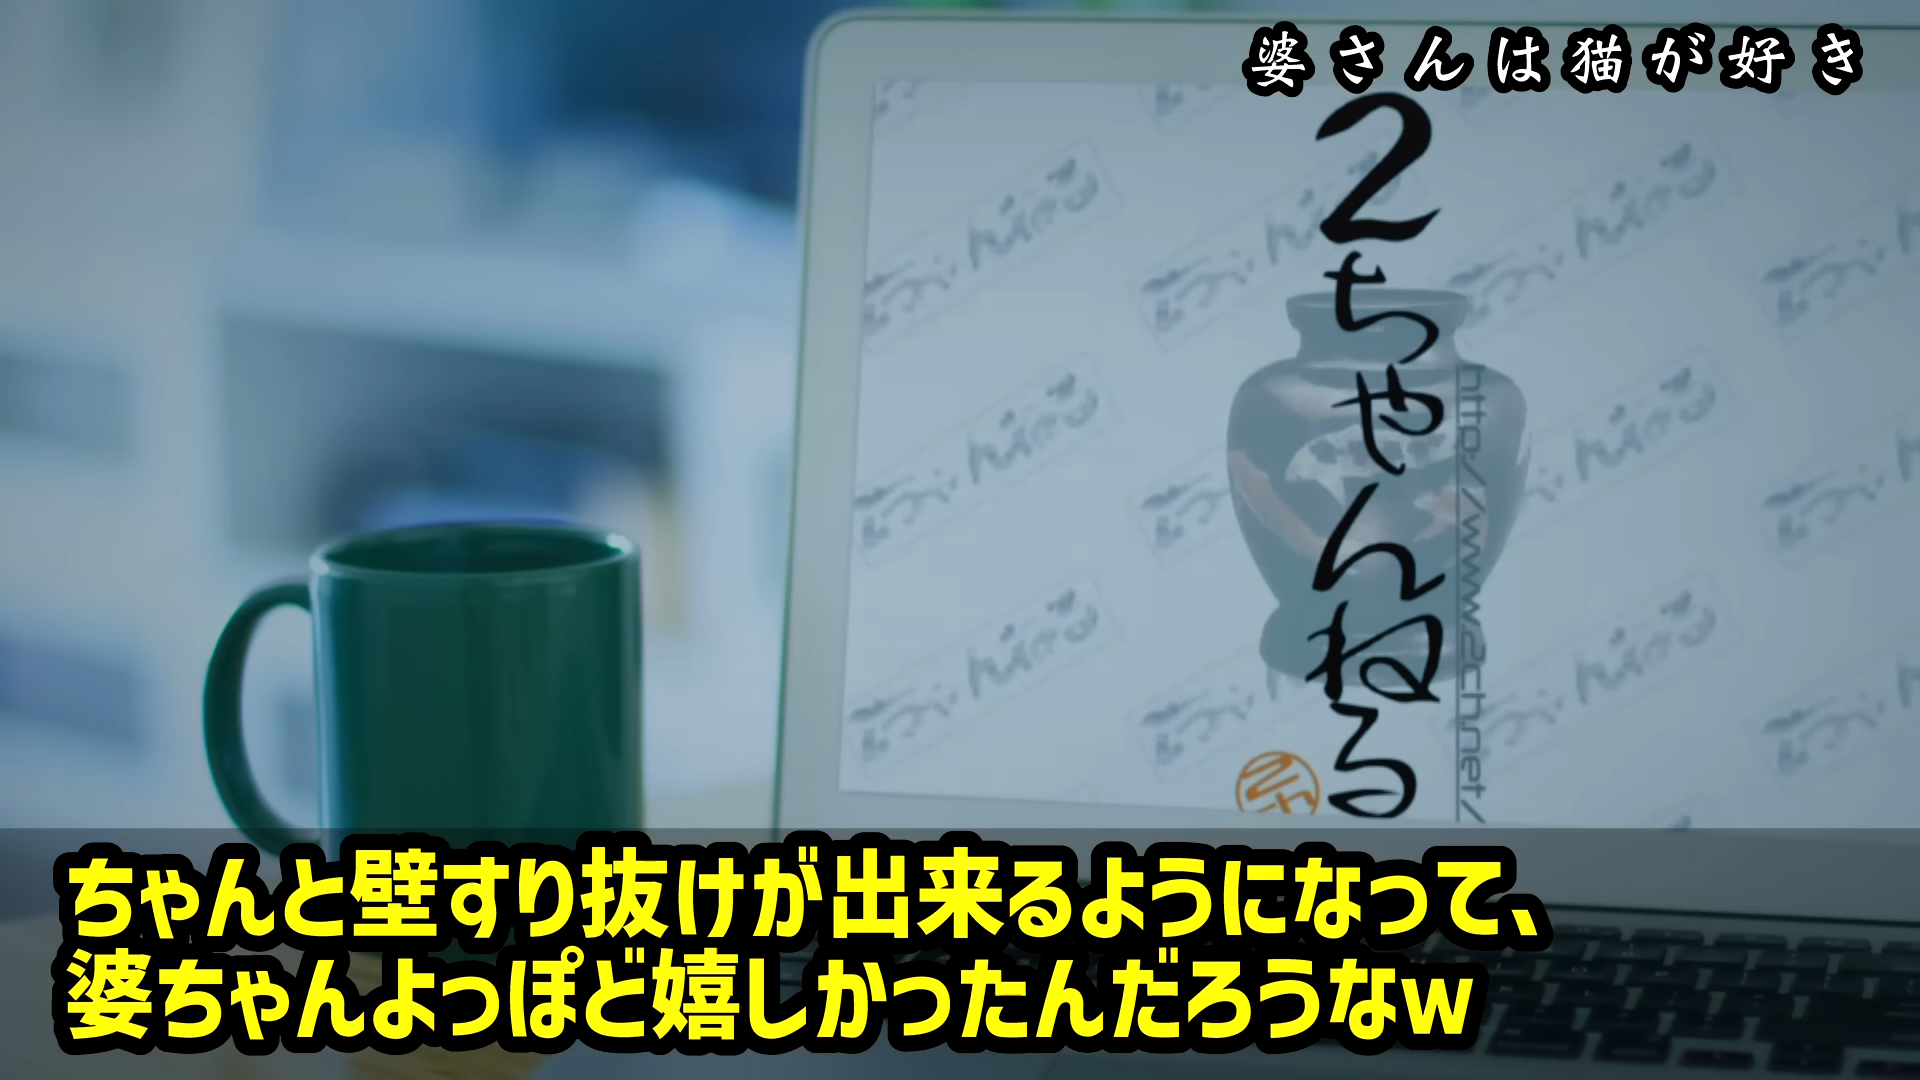 婆さんは猫が好き
2ちゃんねる
http://www.2ch.net/
ちゃんと壁すり抜けが出来るようになって、
婆ちゃんよっぽど嬉しかったんだろうなw